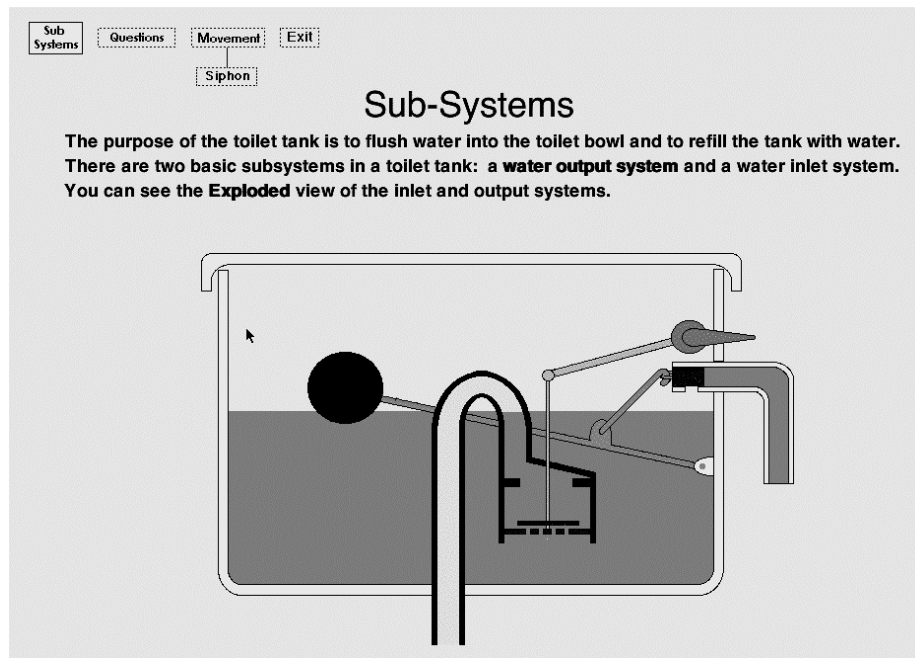 Sub
Systems
Questions
Movement
Exit
Siphon
Sub-Systems
The purpose of the toilet tank is to flush water into the toilet bowl and to refill the tank with water.
There are two basic subsystems in a toilet tank: a water output system and a water inlet system.
You can see the Exploded view of the inlet and output systems.